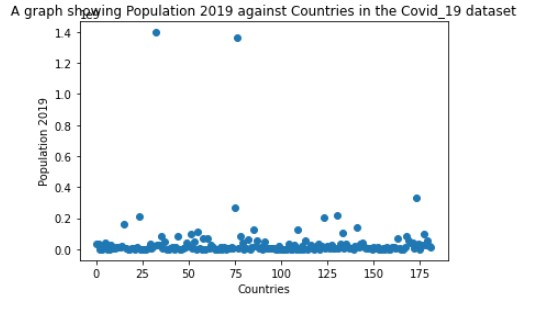 A graph showing Population 2019 against Countries in the Covid_19 dataset
1e9
1.4
1.2
1.0
0.8
0.6
0.4
0.2
0.0
Population 2019
0 25 50 75 100 125 150 175
Countries